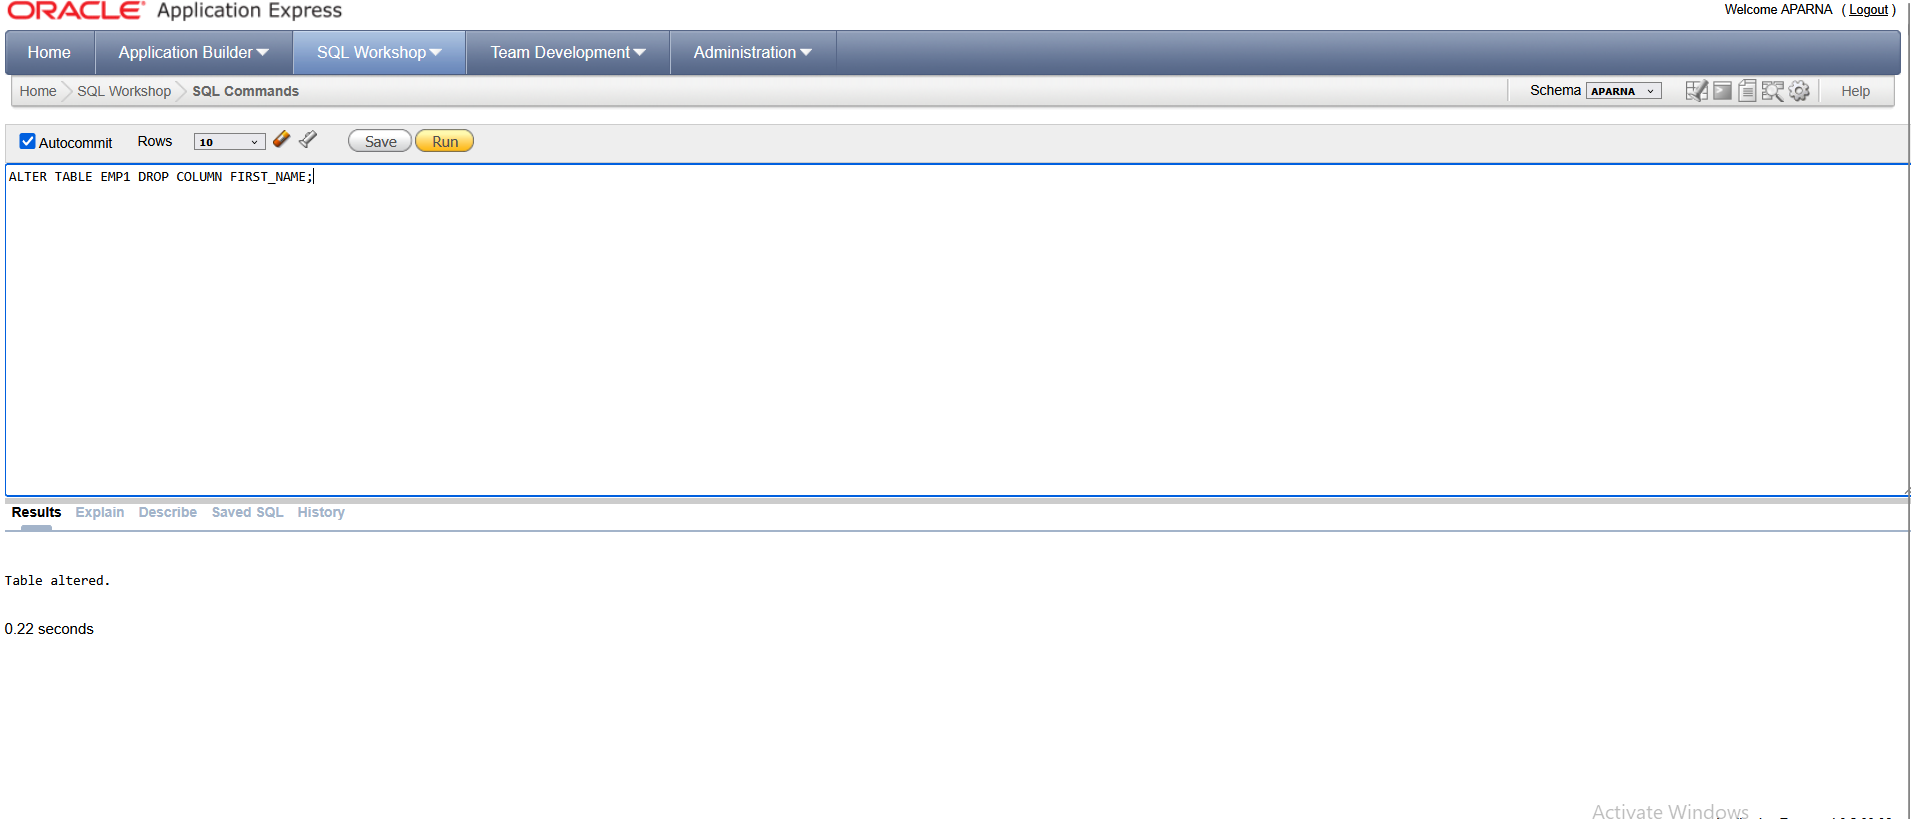 ORACLE Application Express
Welcome APARNA ( Logout )
Home Application Builder SQL Workshop Team Development Administration
Home SQL Workshop SQL Commands
Schema APARNA Help
Autocommit Rows 10 Save Run
ALTER TABLE EMP1 DROP COLUMN FIRST_NAME;
Results Explain Describe Saved SQL History
Table altered.
0.22 seconds
Activate Windows